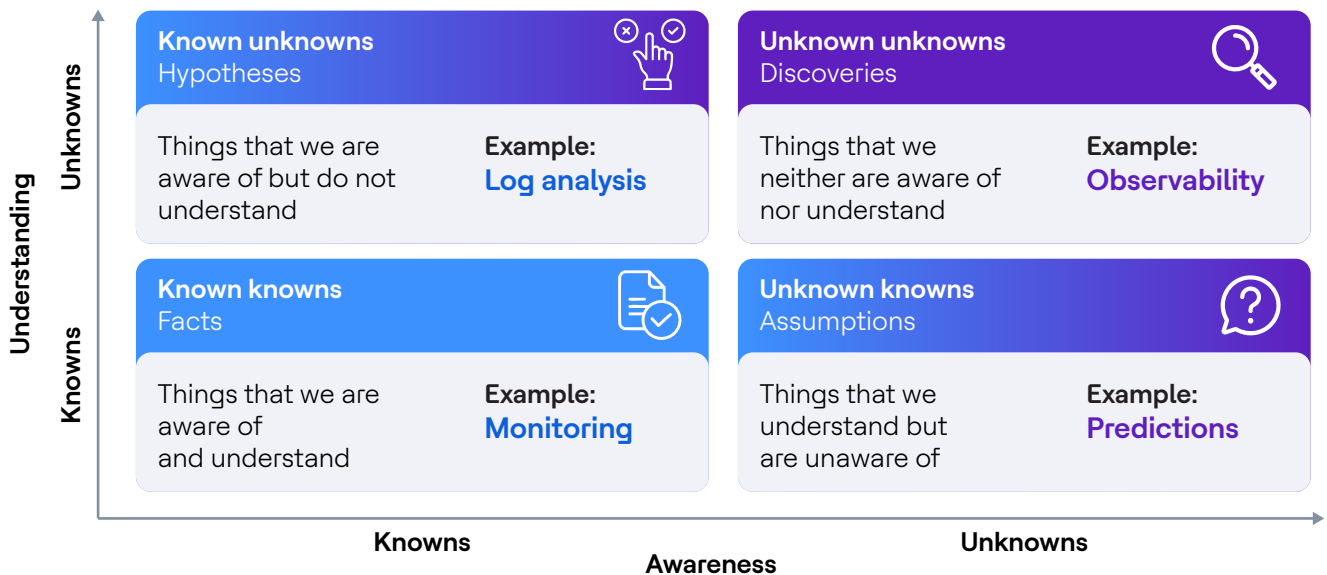 Known unknowns
Hypotheses
Things that we are
aware of but do not
understand
Example:
Log analysis
Unknown unknowns
Discoveries
Things that we
neither are aware of
nor understand
Example:
Observability
Known knowns
Facts
Things that we are
aware of
and understand
Example:
Monitoring
Unknown knowns
Assumptions
Things that we
understand but
are unaware of
Example:
Predictions
Understanding
Unknowns
Knowns
Knowns
Unknowns
Awareness